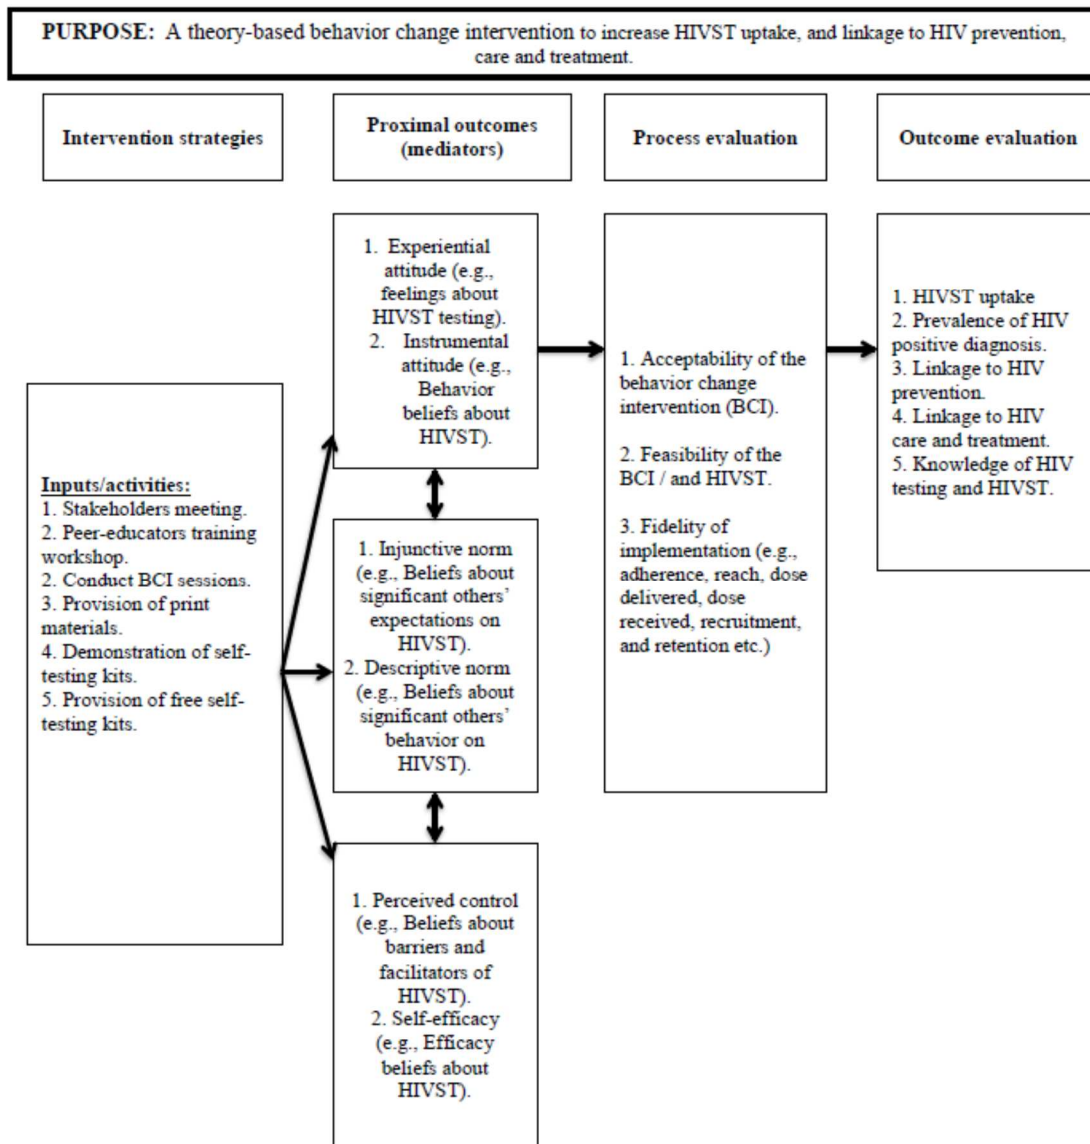 PURPOSE: A theory-based behavior change intervention to increase HIVST uptake, and linkage to HIV prevention,
care and treatment.
Intervention strategies
Proximal outcomes
(mediators)
Process evaluation
Outcome evaluation
Inputs/activities:
1. Stakeholders meeting.
2. Peer-educators training
workshop.
2. Conduct BCI sessions.
3. Provision of print
materials.
4. Demonstration of self-
testing kits.
5. Provision of free self-
testing kits.
1. Experiential
attitude (e.g.,
feelings about
HIVST testing).
2. Instrumental
attitude (e.g.,
Behavior
beliefs about
HIVST).
1. Injunctive norm
(e.g., Beliefs about
significant others’
expectations on
HIVST).
2. Descriptive norm
(e.g., Beliefs about
significant others’
behavior on
HIVST).
1. Perceived control
(e.g., Beliefs about
barriers and
facilitators of
HIVST).
2. Self-efficacy
(e.g., Efficacy
beliefs about
HIVST).
1. Acceptability of the
behavior change
intervention (BCI).
2. Feasibility of the
BCI / and HIVST.
3. Fidelity of
implementation (e.g.,
adherence, reach, dose
delivered, dose
received, recruitment,
and retention etc.)
1. HIVST uptake
2. Prevalence of HIV
positive diagnosis.
3. Linkage to HIV
prevention.
4. Linkage to HIV
care and treatment.
5. Knowledge of HIV
testing and HIVST.